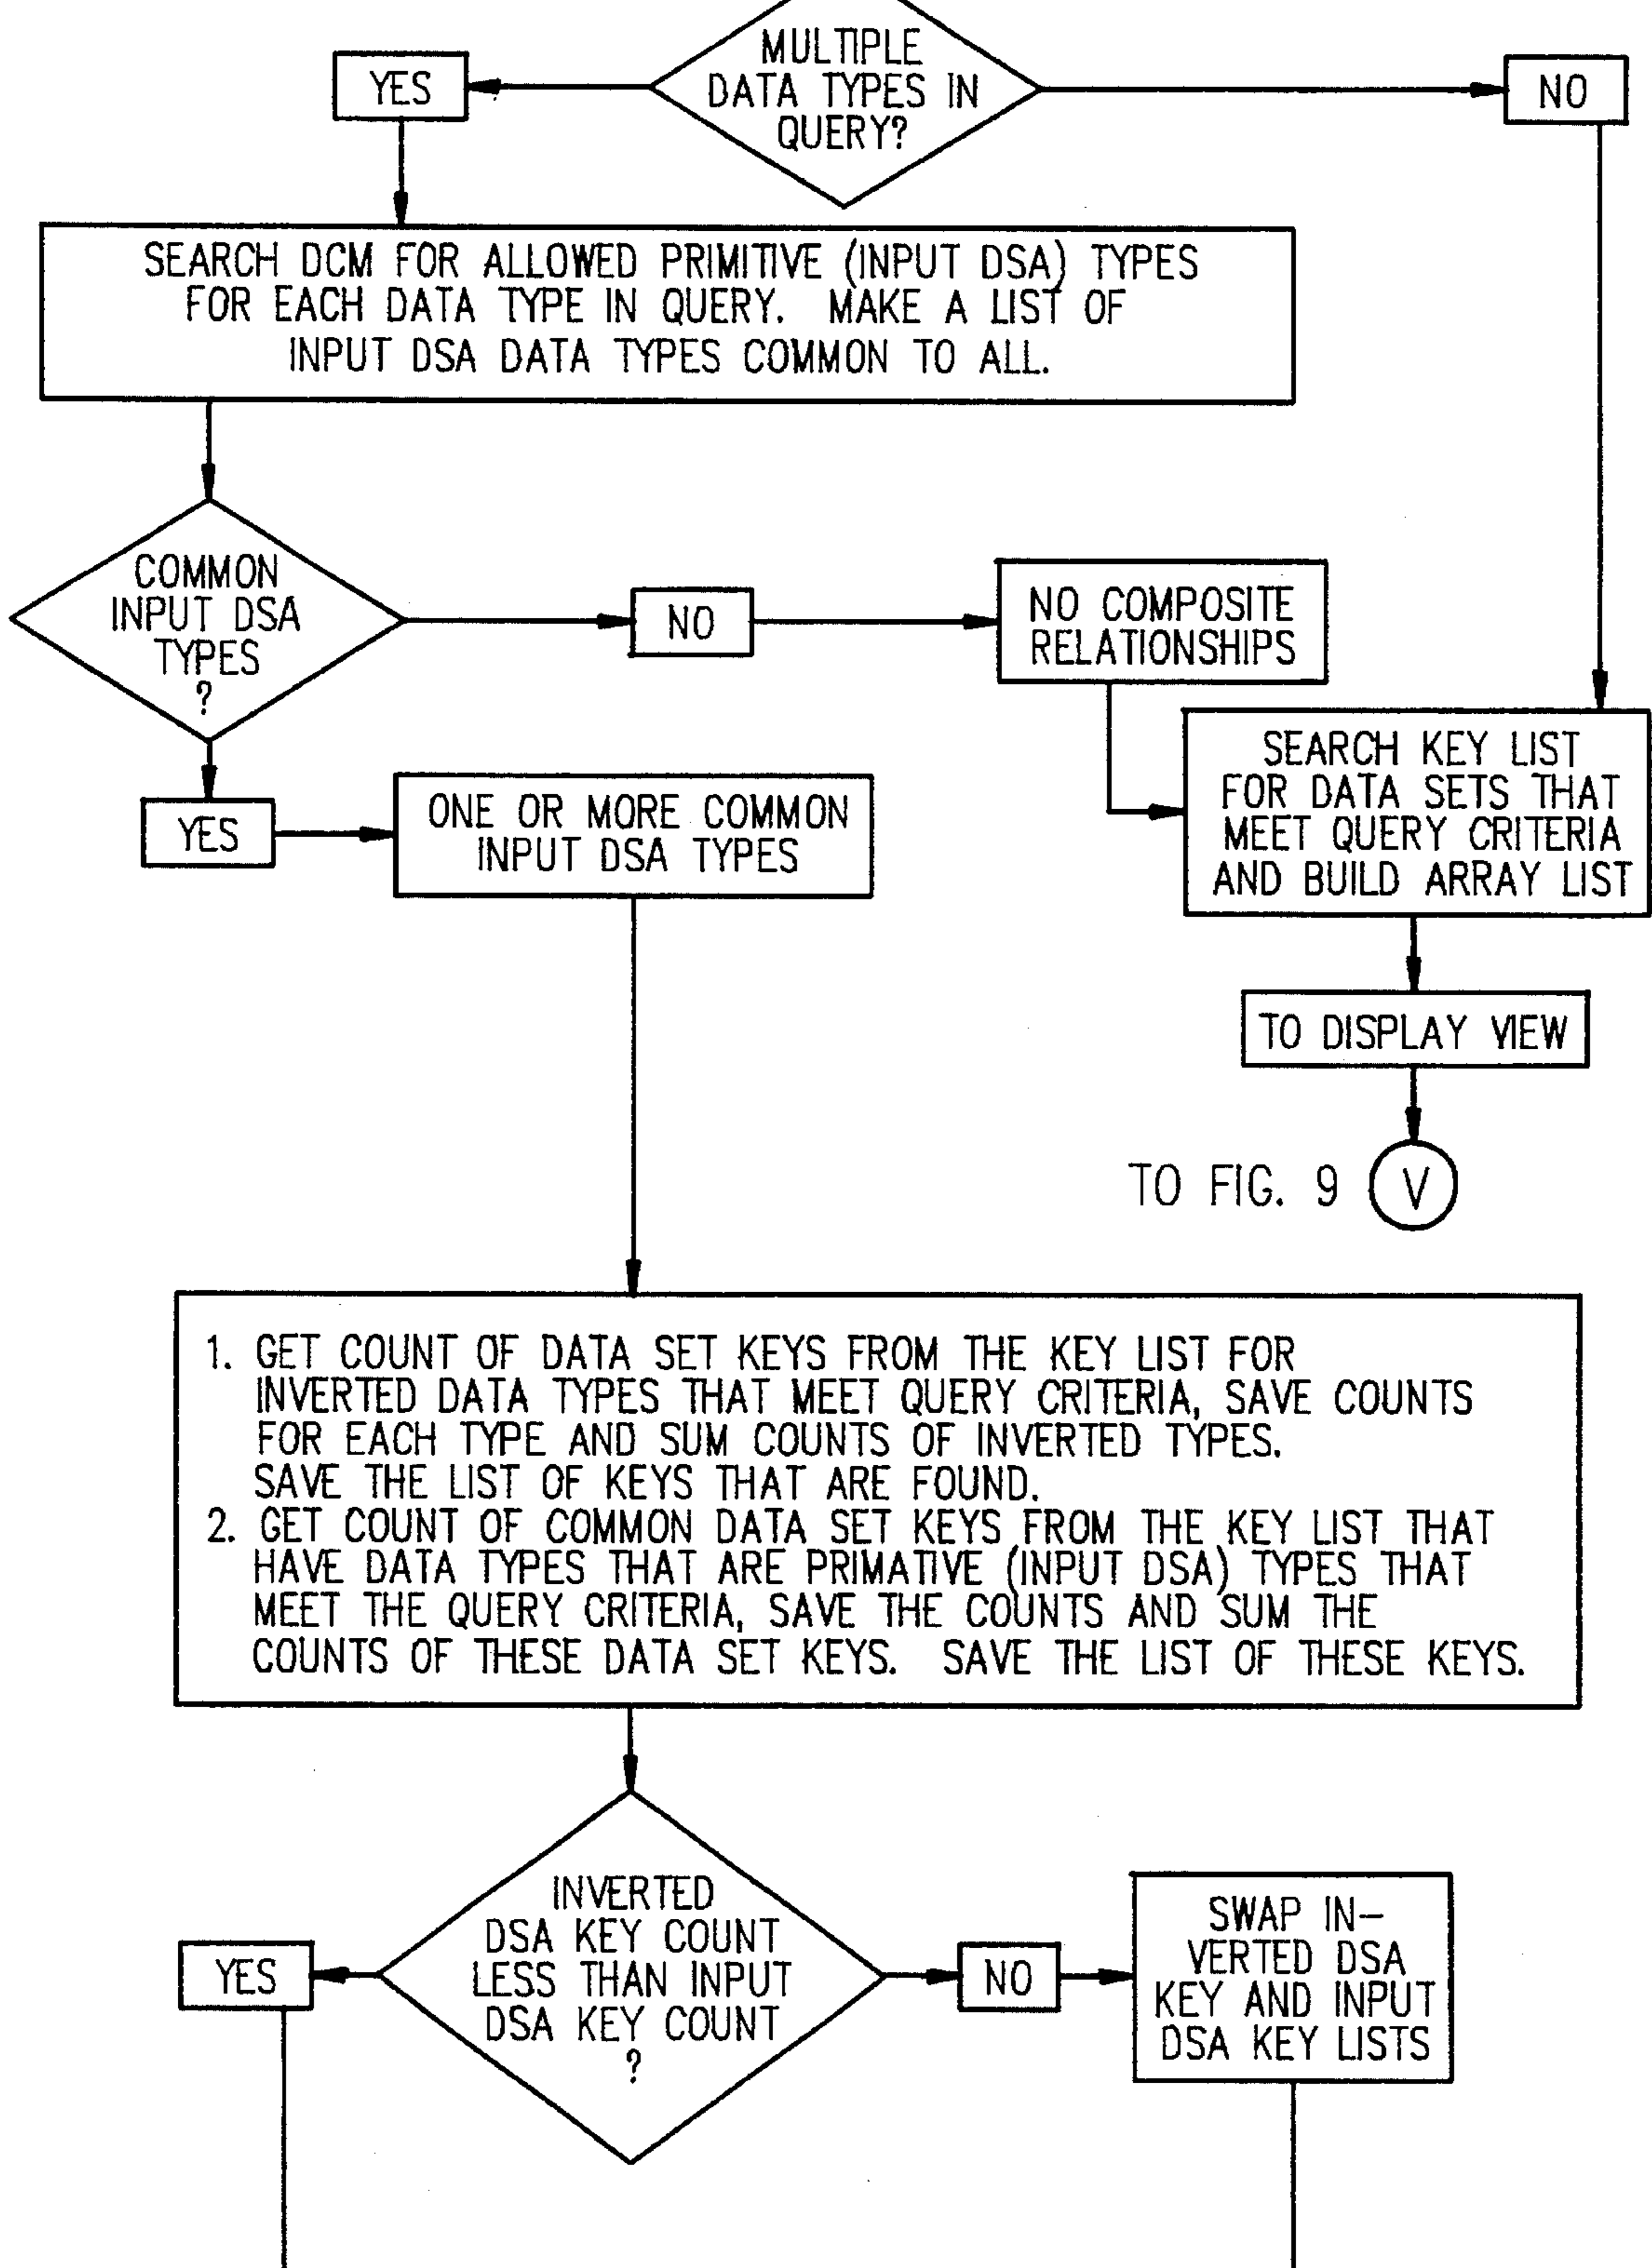 MULTIPLE
DATA TYPES IN
QUERY?
YES
NO
SEARCH DCM FOR ALLOWED PRIMITIVE (INPUT DSA) TYPES
FOR EACH DATA TYPE IN QUERY. MAKE A LIST OF
INPUT DSA DATA TYPES COMMON TO ALL.
COMMON
INPUT DSA
TYPES
?
NO
NO COMPOSITE
RELATIONSHIPS
YES
ONE OR MORE COMMON
INPUT DSA TYPES
SEARCH KEY LIST
FOR DATA SETS THAT
MEET QUERY CRITERIA
AND BUILD ARRAY LIST
TO DISPLAY VIEW
TO FIG. 9 V
1. GET COUNT OF DATA SET KEYS FROM THE KEY LIST FOR
INVERTED DATA TYPES THAT MEET QUERY CRITERIA, SAVE COUNTS
FOR EACH TYPE AND SUM COUNTS OF INVERTED TYPES.
SAVE THE LIST OF KEYS THAT ARE FOUND.
2. GET COUNT OF COMMON DATA SET KEYS FROM THE KEY LIST THAT
HAVE DATA TYPES THAT ARE PRIMATIVE (INPUT DSA) TYPES THAT
MEET THE QUERY CRITERIA, SAVE THE COUNTS AND SUM THE
COUNTS OF THESE DATA SET KEYS. SAVE THE LIST OF THESE KEYS.
INVERTED
DSA KEY COUNT
LESS THAN INPUT
DSA KEY COUNT
?
YES
NO
SWAP IN-
VERTED DSA
KEY AND INPUT
DSA KEY LISTS